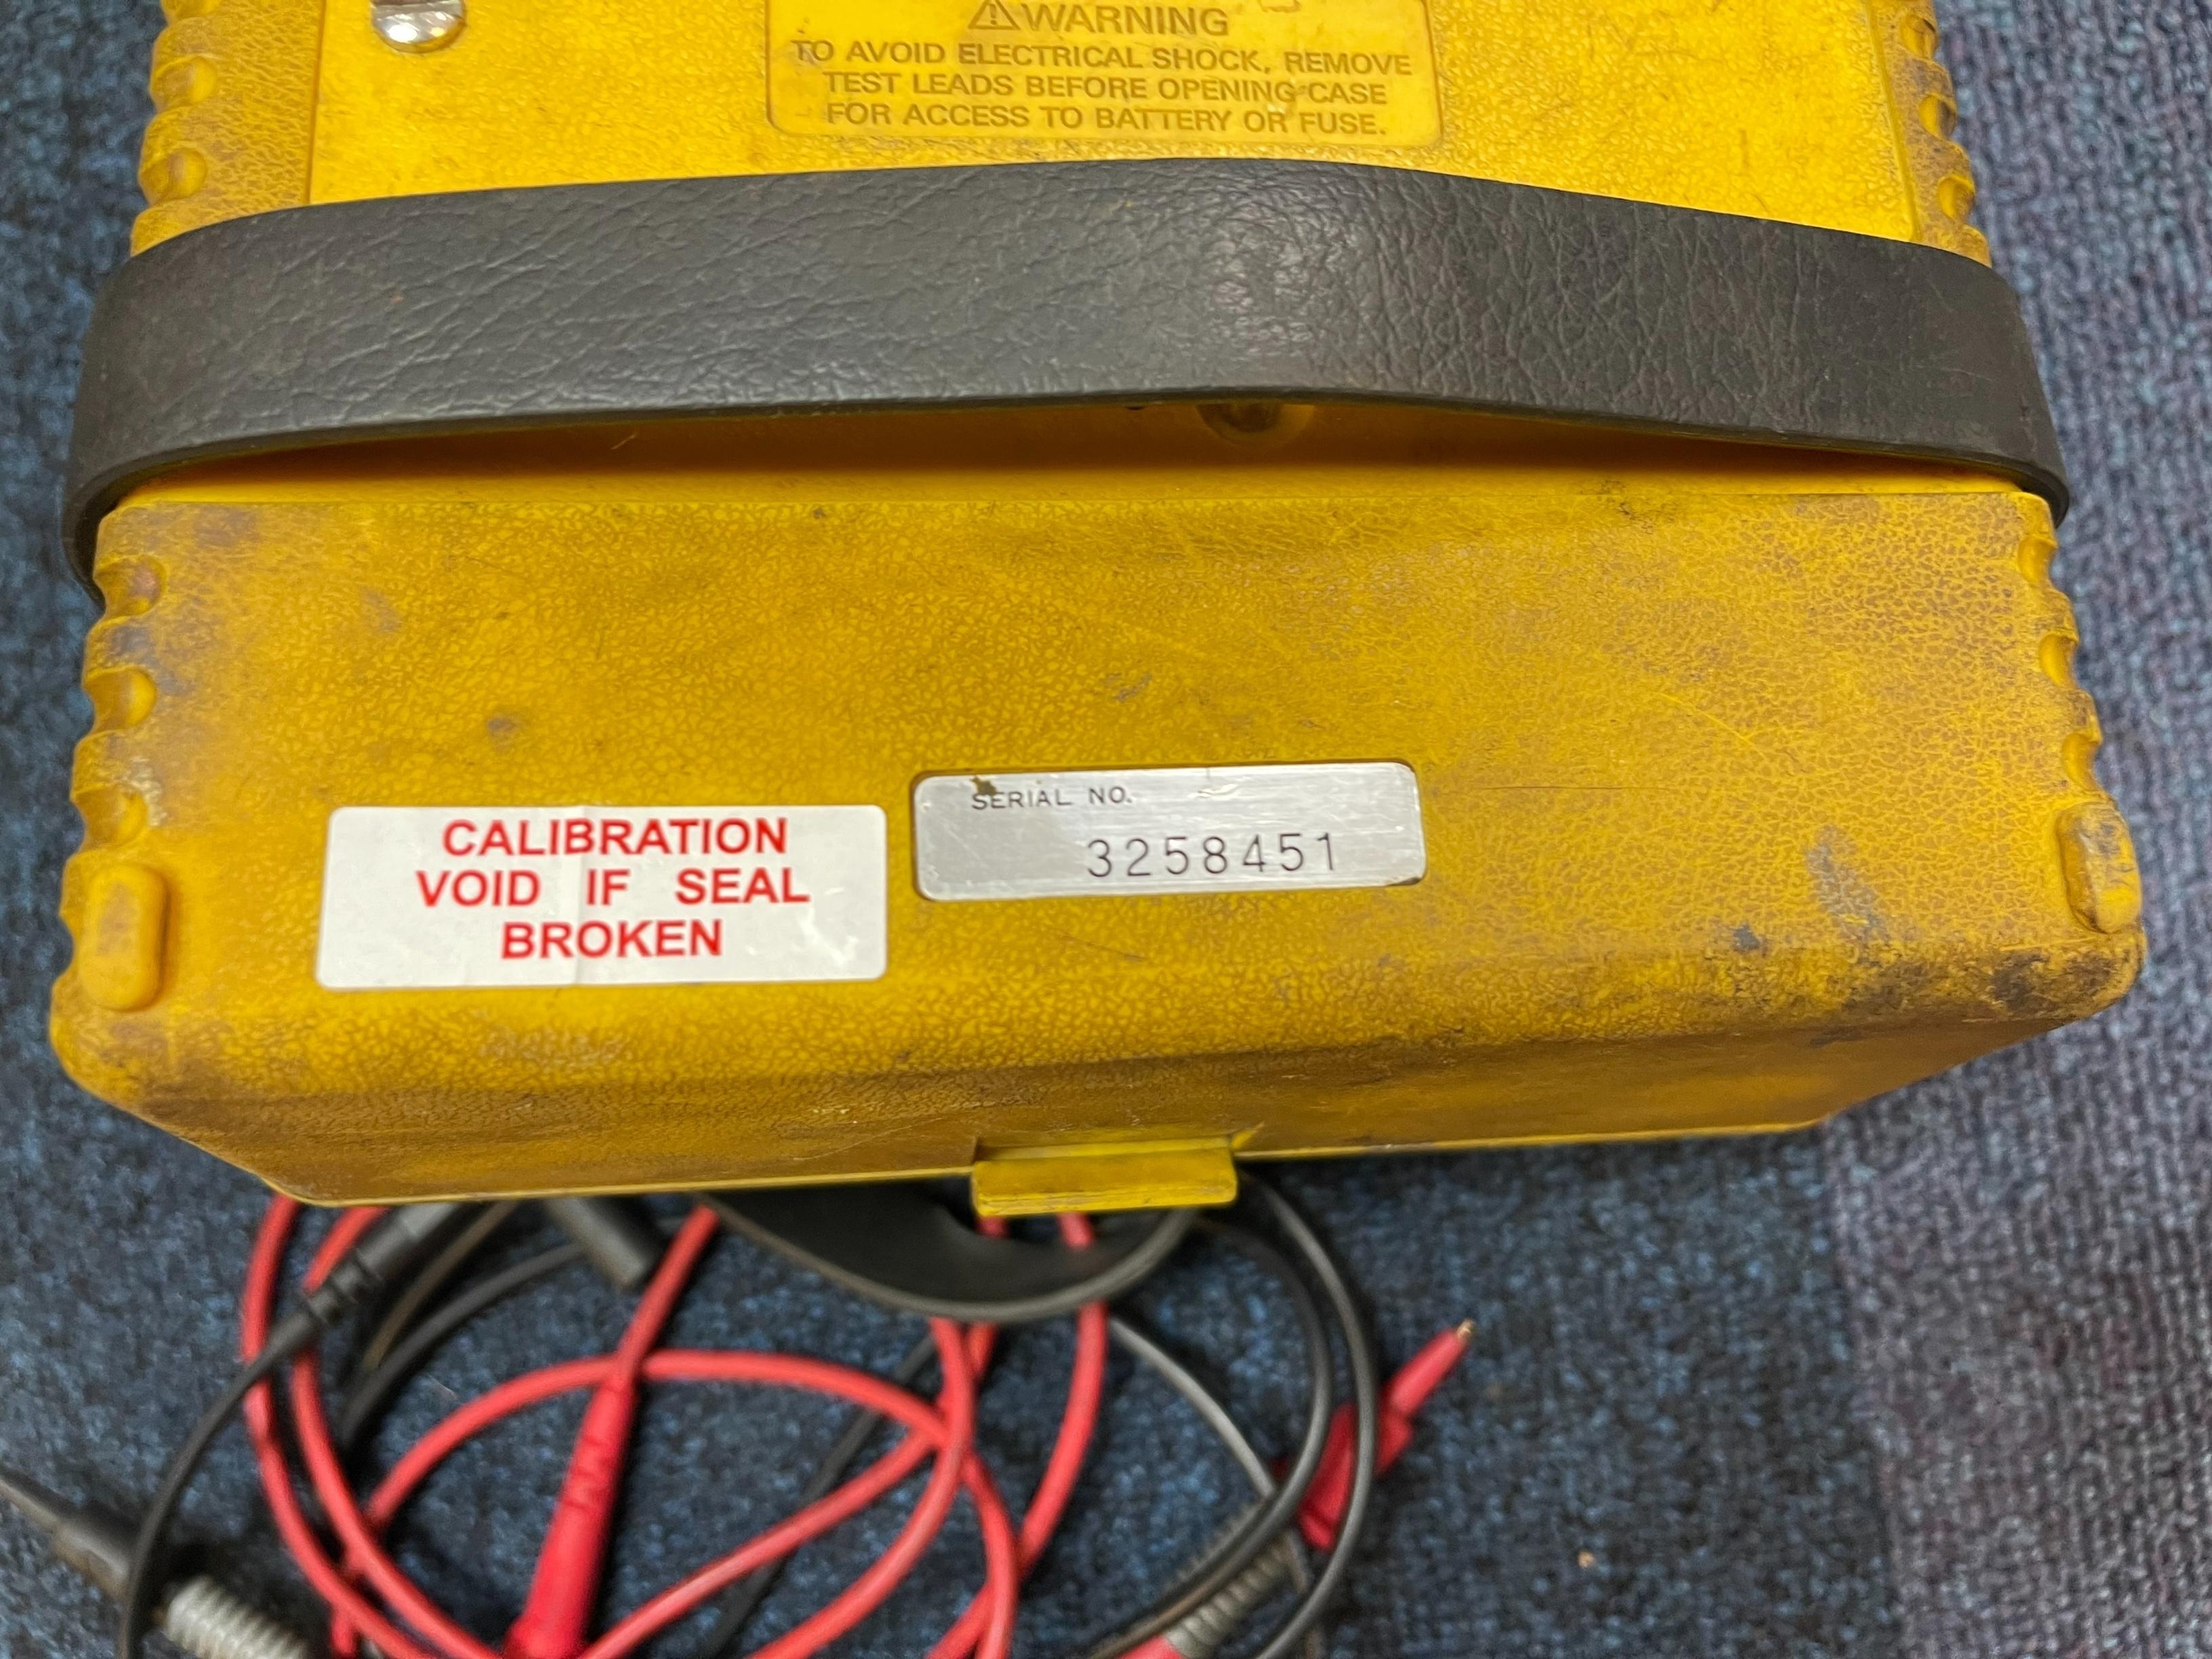 ⚠WARNING
TO AVOID ELECTRICAL SHOCK, REMOVE
TEST LEADS BEFORE OPENING CASE
FOR ACCESS TO BATTERY OR FUSE.
SERIAL NO.
3258451
CALIBRATION
VOID IF SEAL
BROKEN